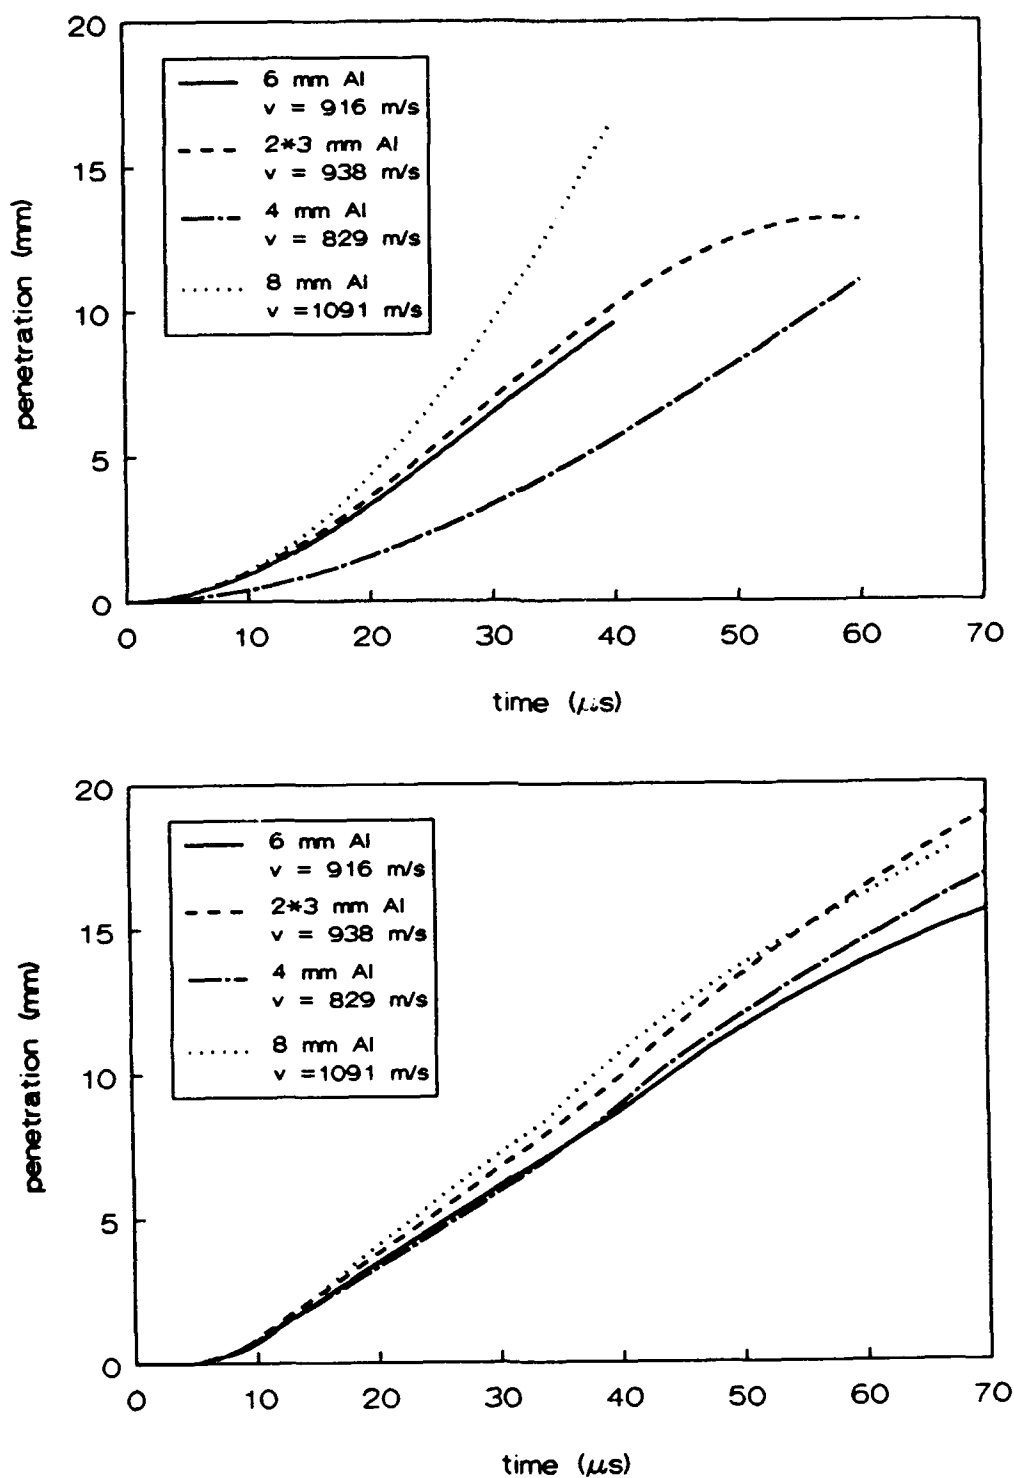 20
15
10
5
0
penetration (mm)
6 mm Al
v = 916 m/s
2*3 mm Al
v = 938 m/s
4 mm Al
v = 829 m/s
8 mm Al
v =1091 m/s
0 10 20 30 40 50 60 70
time (μs)
20
15
10
5
0
penetration (mm)
6 mm Al
v = 916 m/s
2*3 mm Al
v = 938 m/s
4 mm Al
v = 829 m/s
8 mm Al
v =1091 m/s
0 10 20 30 40 50 60 70
time (μs)